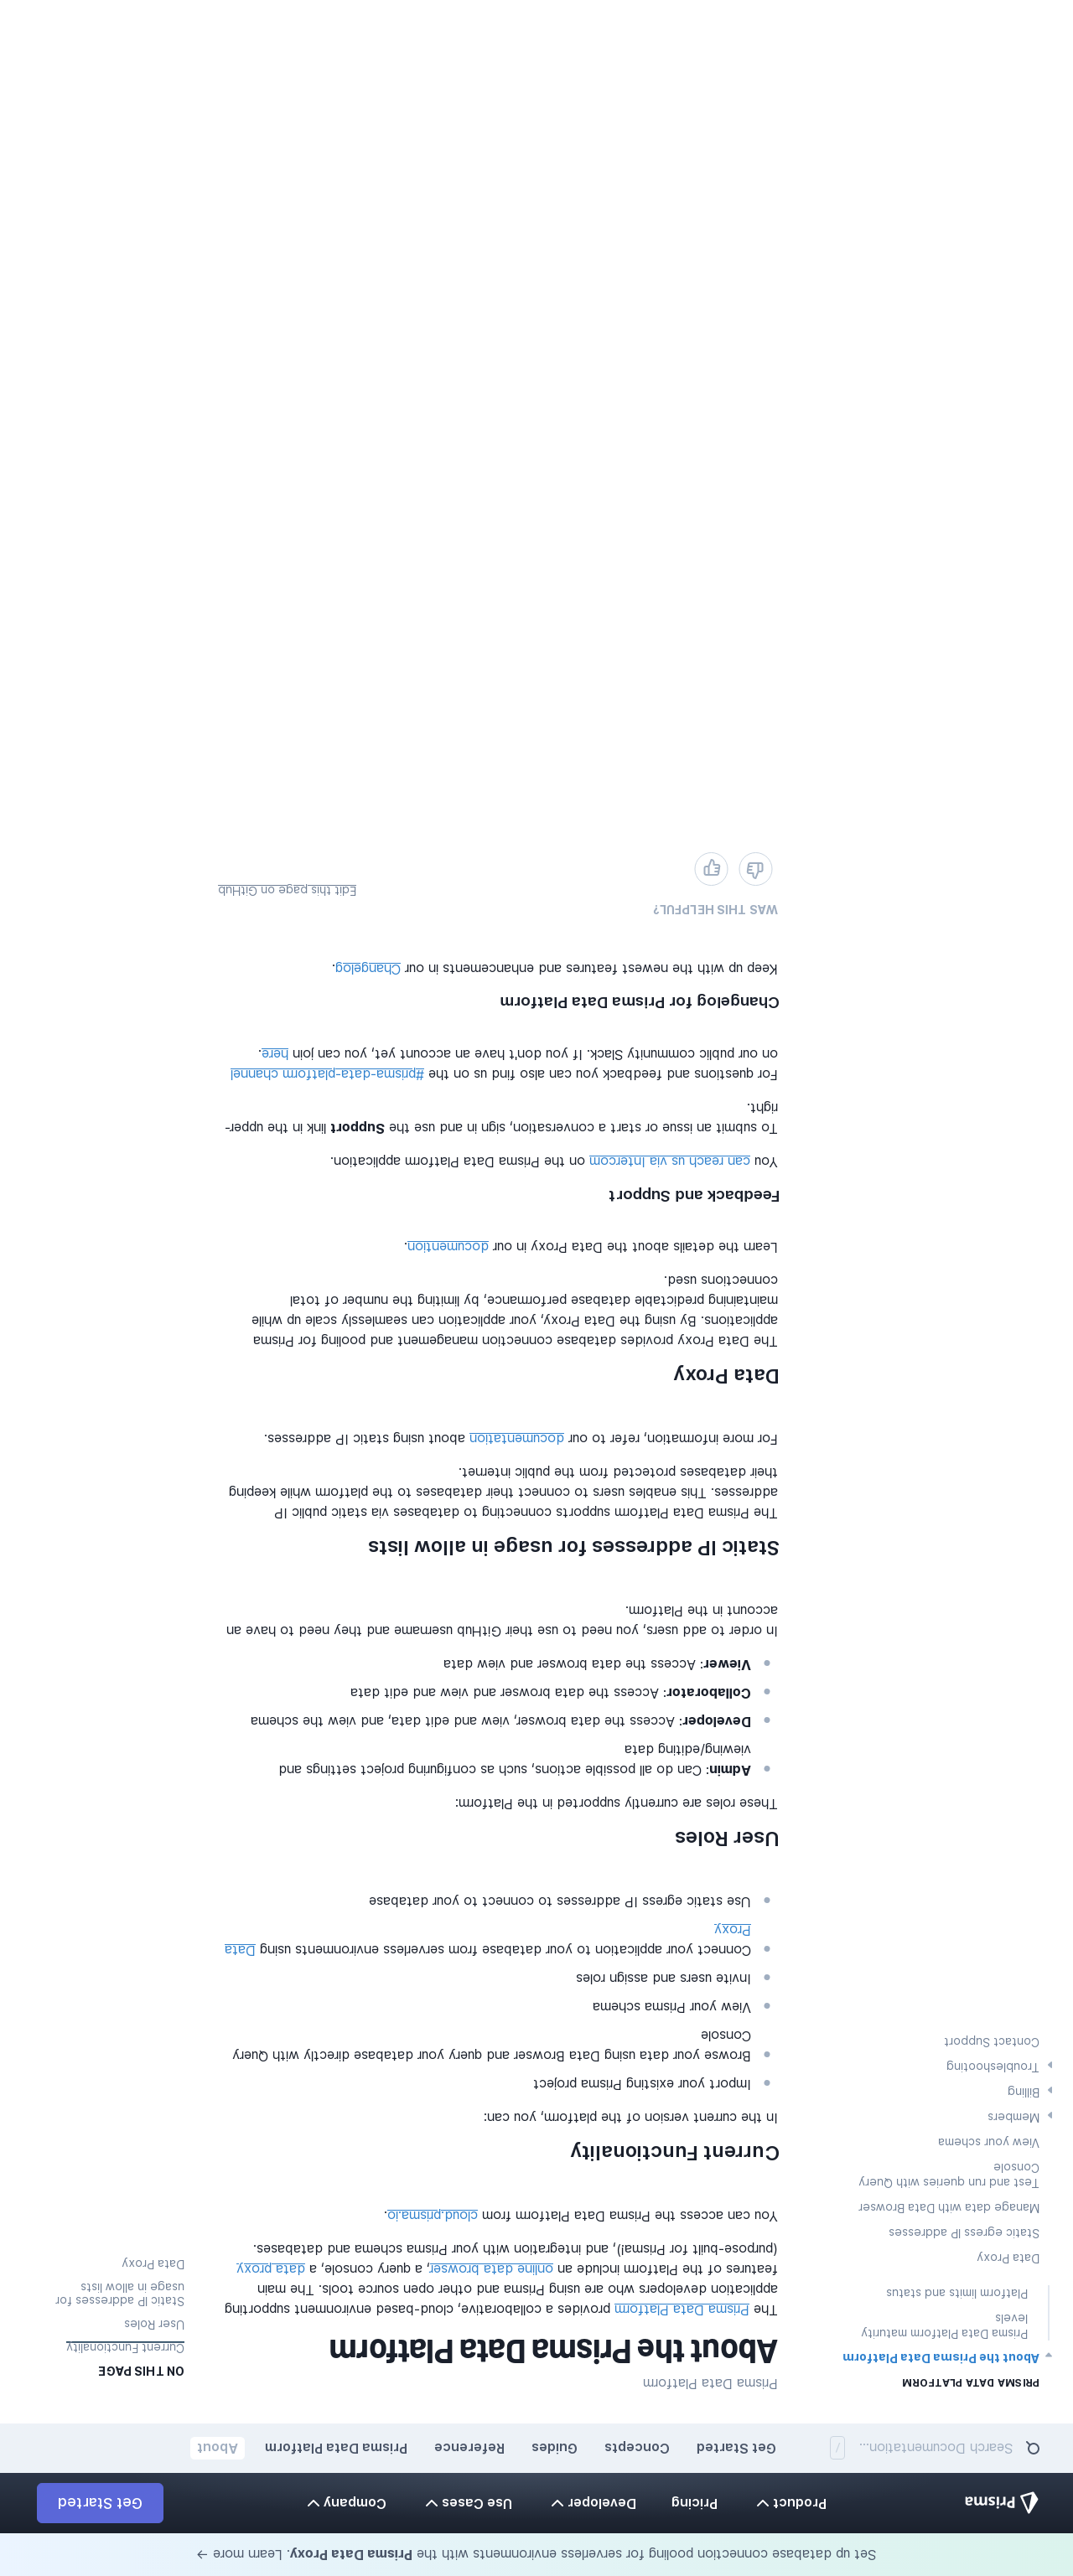 Set up database connection pooling for serverless environments with the Prisma Data Proxy. Learn more →
Prisma
Product
Pricing
Developer
Use Cases
Company
Get Started
Search Documentation...
/
Get Started
Concepts
Guides
Reference
Prisma Data Platform
About
PRISMA DATA PLATFORM
About the Prisma Data Platform
Prisma Data Platform maturity
levels
Platform limits and status
Data Proxy
Static egress IP addresses
Manage data with Data Browser
Test and run queries with Query
Console
View your schema
Members
Billing
Troubleshooting
Contact Support
Prisma Data Platform
About the Prisma Data Platform
The Prisma Data Platform provides a collaborative, cloud-based environment supporting
application developers who are using Prisma and other open source tools. The main
features of the Platform include an online data browser, a query console, a data proxy
(purpose-built for Prisma!), and integration with your Prisma schema and databases.
You can access the Prisma Data Platform from cloud.prisma.io.
Current Functionality
In the current version of the platform, you can:
Import your existing Prisma project
Browse your data using Data Browser and query your database directly with Query
Console
View your Prisma schema
Invite users and assign roles
Connect your application to your database from serverless environments using Data
Proxy
Use static egress IP addresses to connect to your database
User Roles
These roles are currently supported in the Platform:
Admin: Can do all possible actions, such as configuring project settings and
viewing/editing data
Developer: Access the data browser, view and edit data, and view the schema
Collaborator: Access the data browser and view and edit data
Viewer: Access the data browser and view data
In order to add users, you need to use their GitHub username and they need to have an
account in the Platform.
Static IP addresses for usage in allow lists
The Prisma Data Platform supports connecting to databases via static public IP
addresses. This enables users to connect their databases to the platform while keeping
their databases protected from the public internet.
For more information, refer to our documentation about using static IP addresses.
Data Proxy
The Data Proxy provides database connection management and pooling for Prisma
applications. By using the Data Proxy, your application can seamlessly scale up while
maintaining predictable database performance, by limiting the number of total
connections used.
Learn the details about the Data Proxy in our documention.
Feedback and Support
You can reach us via Intercom on the Prisma Data Platform application.
To submit an issue or start a conversation, sign in and use the Support link in the upper-
right.
For questions and feedback you can also find us on the #prisma-data-platform channel
on our public community Slack. If you don't have an account yet, you can join here.
Changelog for Prisma Data Platform
Keep up with the newest features and enhancements in our Changelog.
WAS THIS HELPFUL?
Edit this page on GitHub
ON THIS PAGE
Current Functionality
User Roles
Static IP addresses for
usage in allow lists
Data Proxy